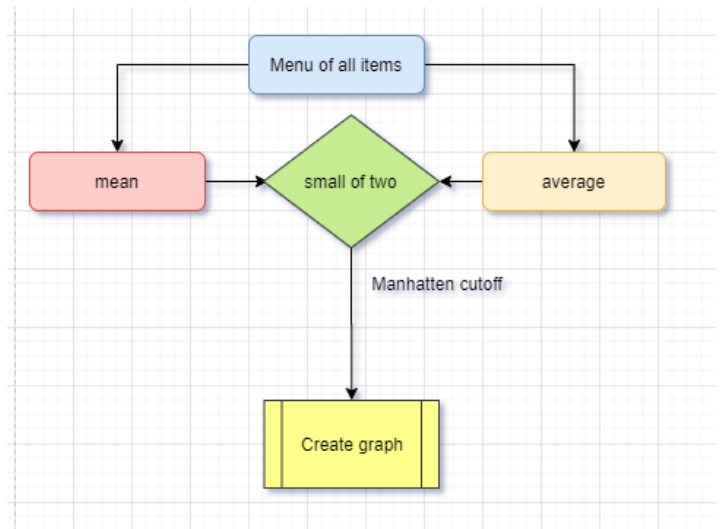 Menu of all items
mean
small of two
average
Manhatten cutoff
Create graph